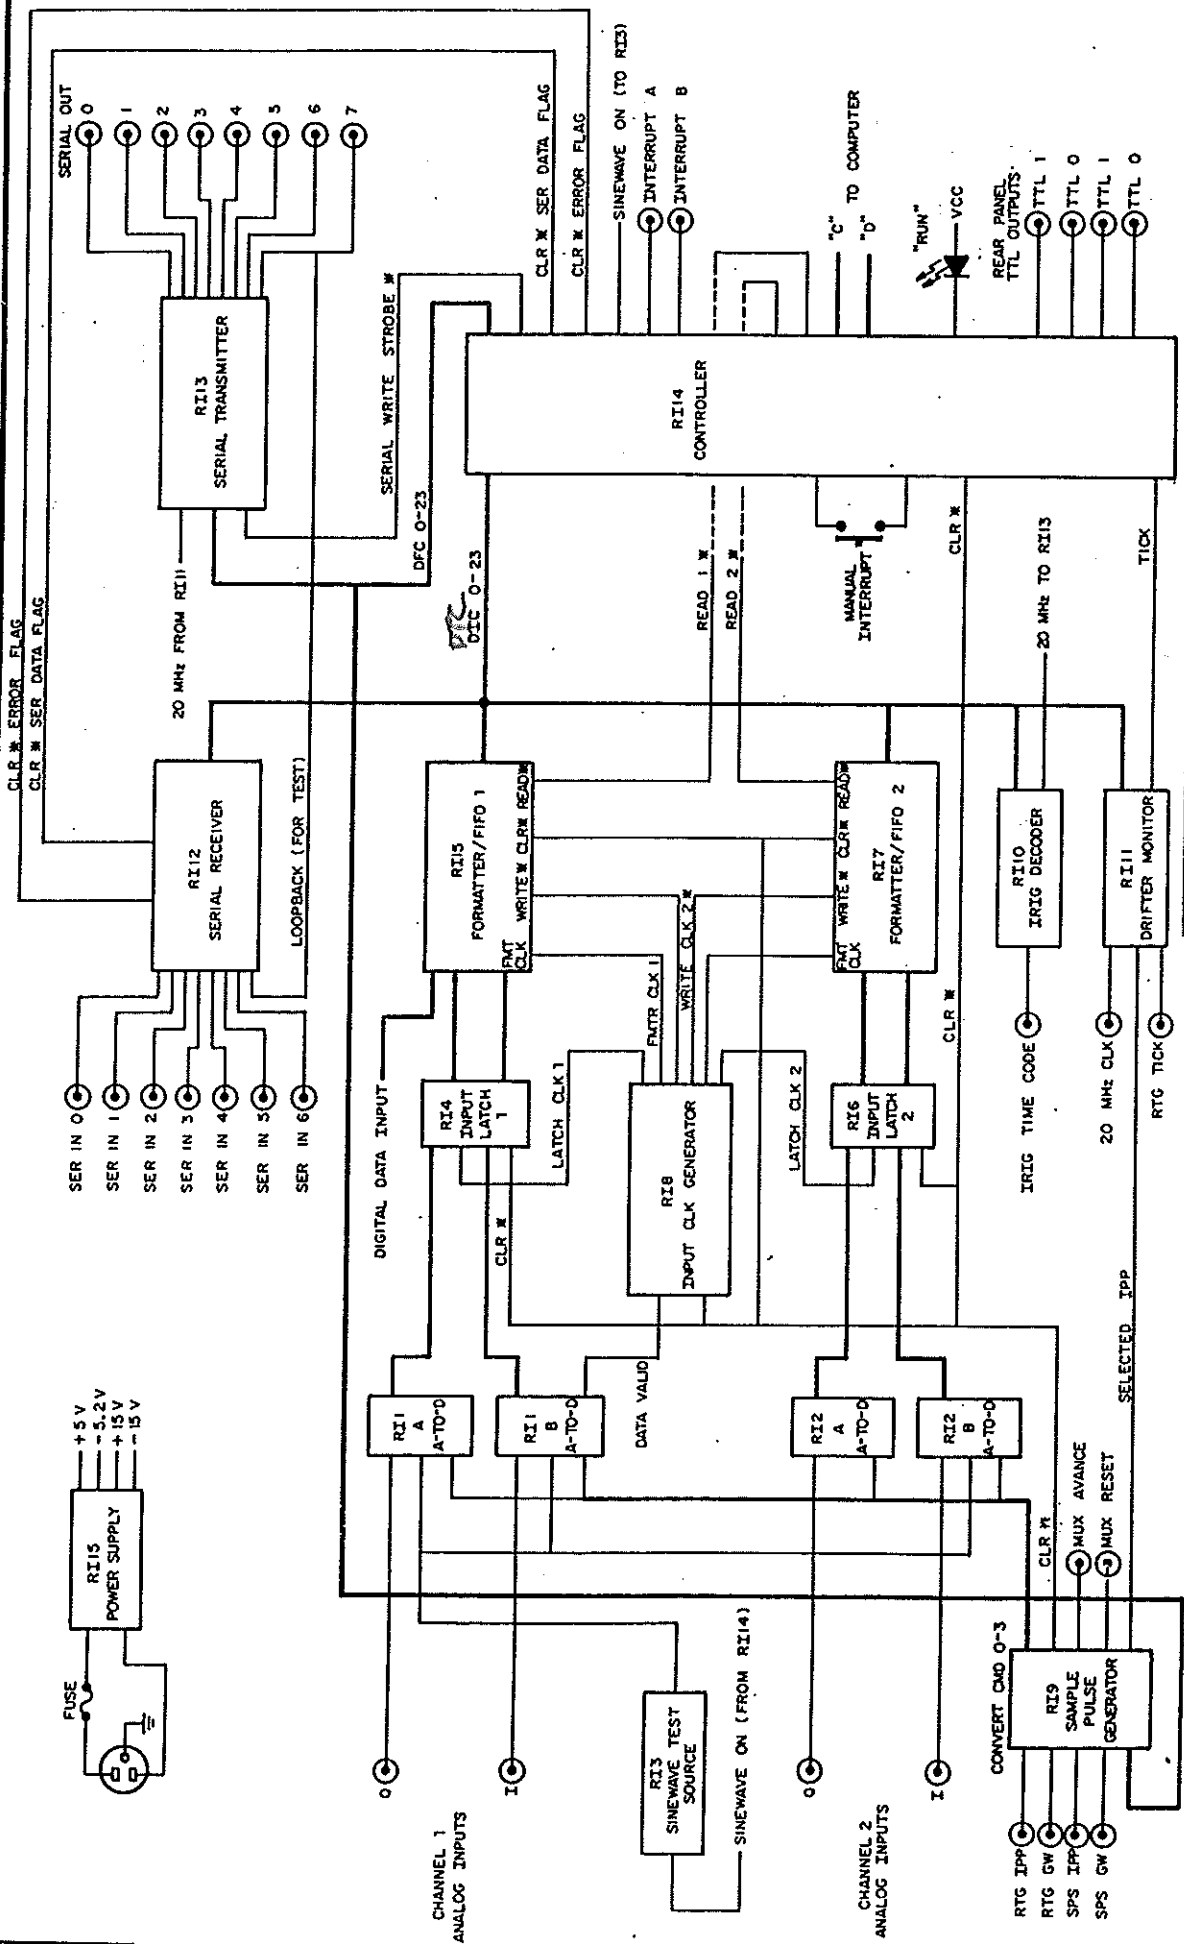 FUSE
RI15
POWER SUPPLY
+5V
-5.2V
+15V
-15V
SER IN 0
SER IN 1
SER IN 2
SER IN 3
SER IN 4
SER IN 5
SER IN 6
RI12
SERIAL RECEIVER
CLR * ERROR FLAG
CLR * SER DATA FLAG
LOOPBACK (FOR TEST)
20 MHz FROM RI11
RI13
SERIAL TRANSMITTER
SERIAL OUT
0
1
2
3
4
5
6
7
SERIAL WRITE STROBE *
DFC 0-23
DTC
DTC 0-23
CLR * SER DATA FLAG
CLR * ERROR FLAG
SINEWAVE ON (TO RI3)
INTERRUPT A
INTERRUPT B
"C"
"D"
TO COMPUTER
"RUN"
VCC
REAR PANEL
TTL OUTPUTS
TTL 1
TTL 0
TTL 1
TTL 0
RI14
CONTROLLER
READ 1 *
READ 2 *
MANUAL
INTERRUPT
CLR *
TICK
CHANNEL 1
ANALOG INPUTS
Q
I
RI1
A
A-TO-D
RI1
B
A-TO-D
DIGITAL DATA INPUT
RI4
INPUT
LATCH
1
LATCH CLK 1
CLR *
RI15
FORMATTER/FIFO 1
FMT
CLK
WRITE *
CLR *
READ *
FMTR CLK 1
WRITE CLK 2 *
DATA VALID
RI8
INPUT CLK GENERATOR
RI3
SINEWAVE TEST
SOURCE
SINEWAVE ON (FROM RI14)
CHANNEL 2
ANALOG INPUTS
Q
I
RI2
A
A-TO-D
RI2
B
A-TO-D
LATCH CLK 2
RI6
INPUT
LATCH
2
RI7
FORMATTER/FIFO 2
FMT
CLK
WRITE *
CLR *
READ *
CLR *
CONVERT CMD 0-3
RTG IPP
RTG GW
SPS IPP
SPS GW
RI9
SAMPLE
PULSE
GENERATOR
CLR *
MUX AVANCE
MUX RESET
SELECTED IPP
IRIG TIME CODE
RI10
IRIG DECODER
20 MHz TO RI13
20 MHz CLK
RTG TICK
RI11
DRIFTER MONITOR